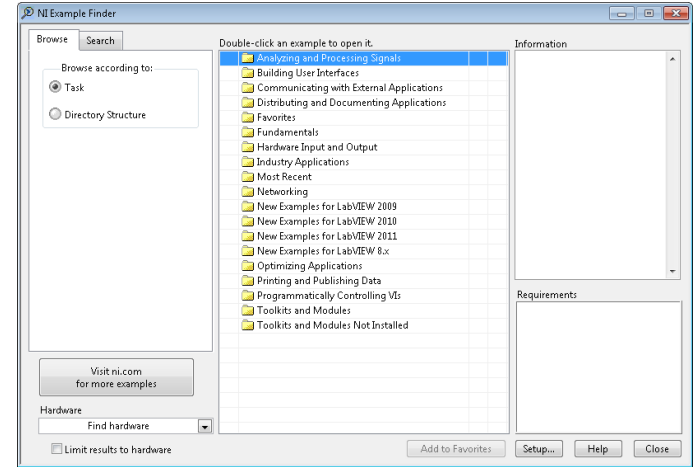 NI Example Finder
Browse
Search
Browse according to:
Task
Directory Structure
Visit ni.com
for more examples
Hardware
Find hardware
Limit results to hardware
Double-click an example to open it.
Analyzing and Processing Signals
Building User Interfaces
Communicating with External Applications
Distributing and Documenting Applications
Favorites
Fundamentals
Hardware Input and Output
Industry Applications
Most Recent
Networking
New Examples for LabVIEW 2009
New Examples for LabVIEW 2010
New Examples for LabVIEW 2011
New Examples for LabVIEW 8.x
Optimizing Applications
Printing and Publishing Data
Programmatically Controlling VIs
Toolkits and Modules
Toolkits and Modules Not Installed
Information
Requirements
Add to Favorites
Setup...
Help
Close